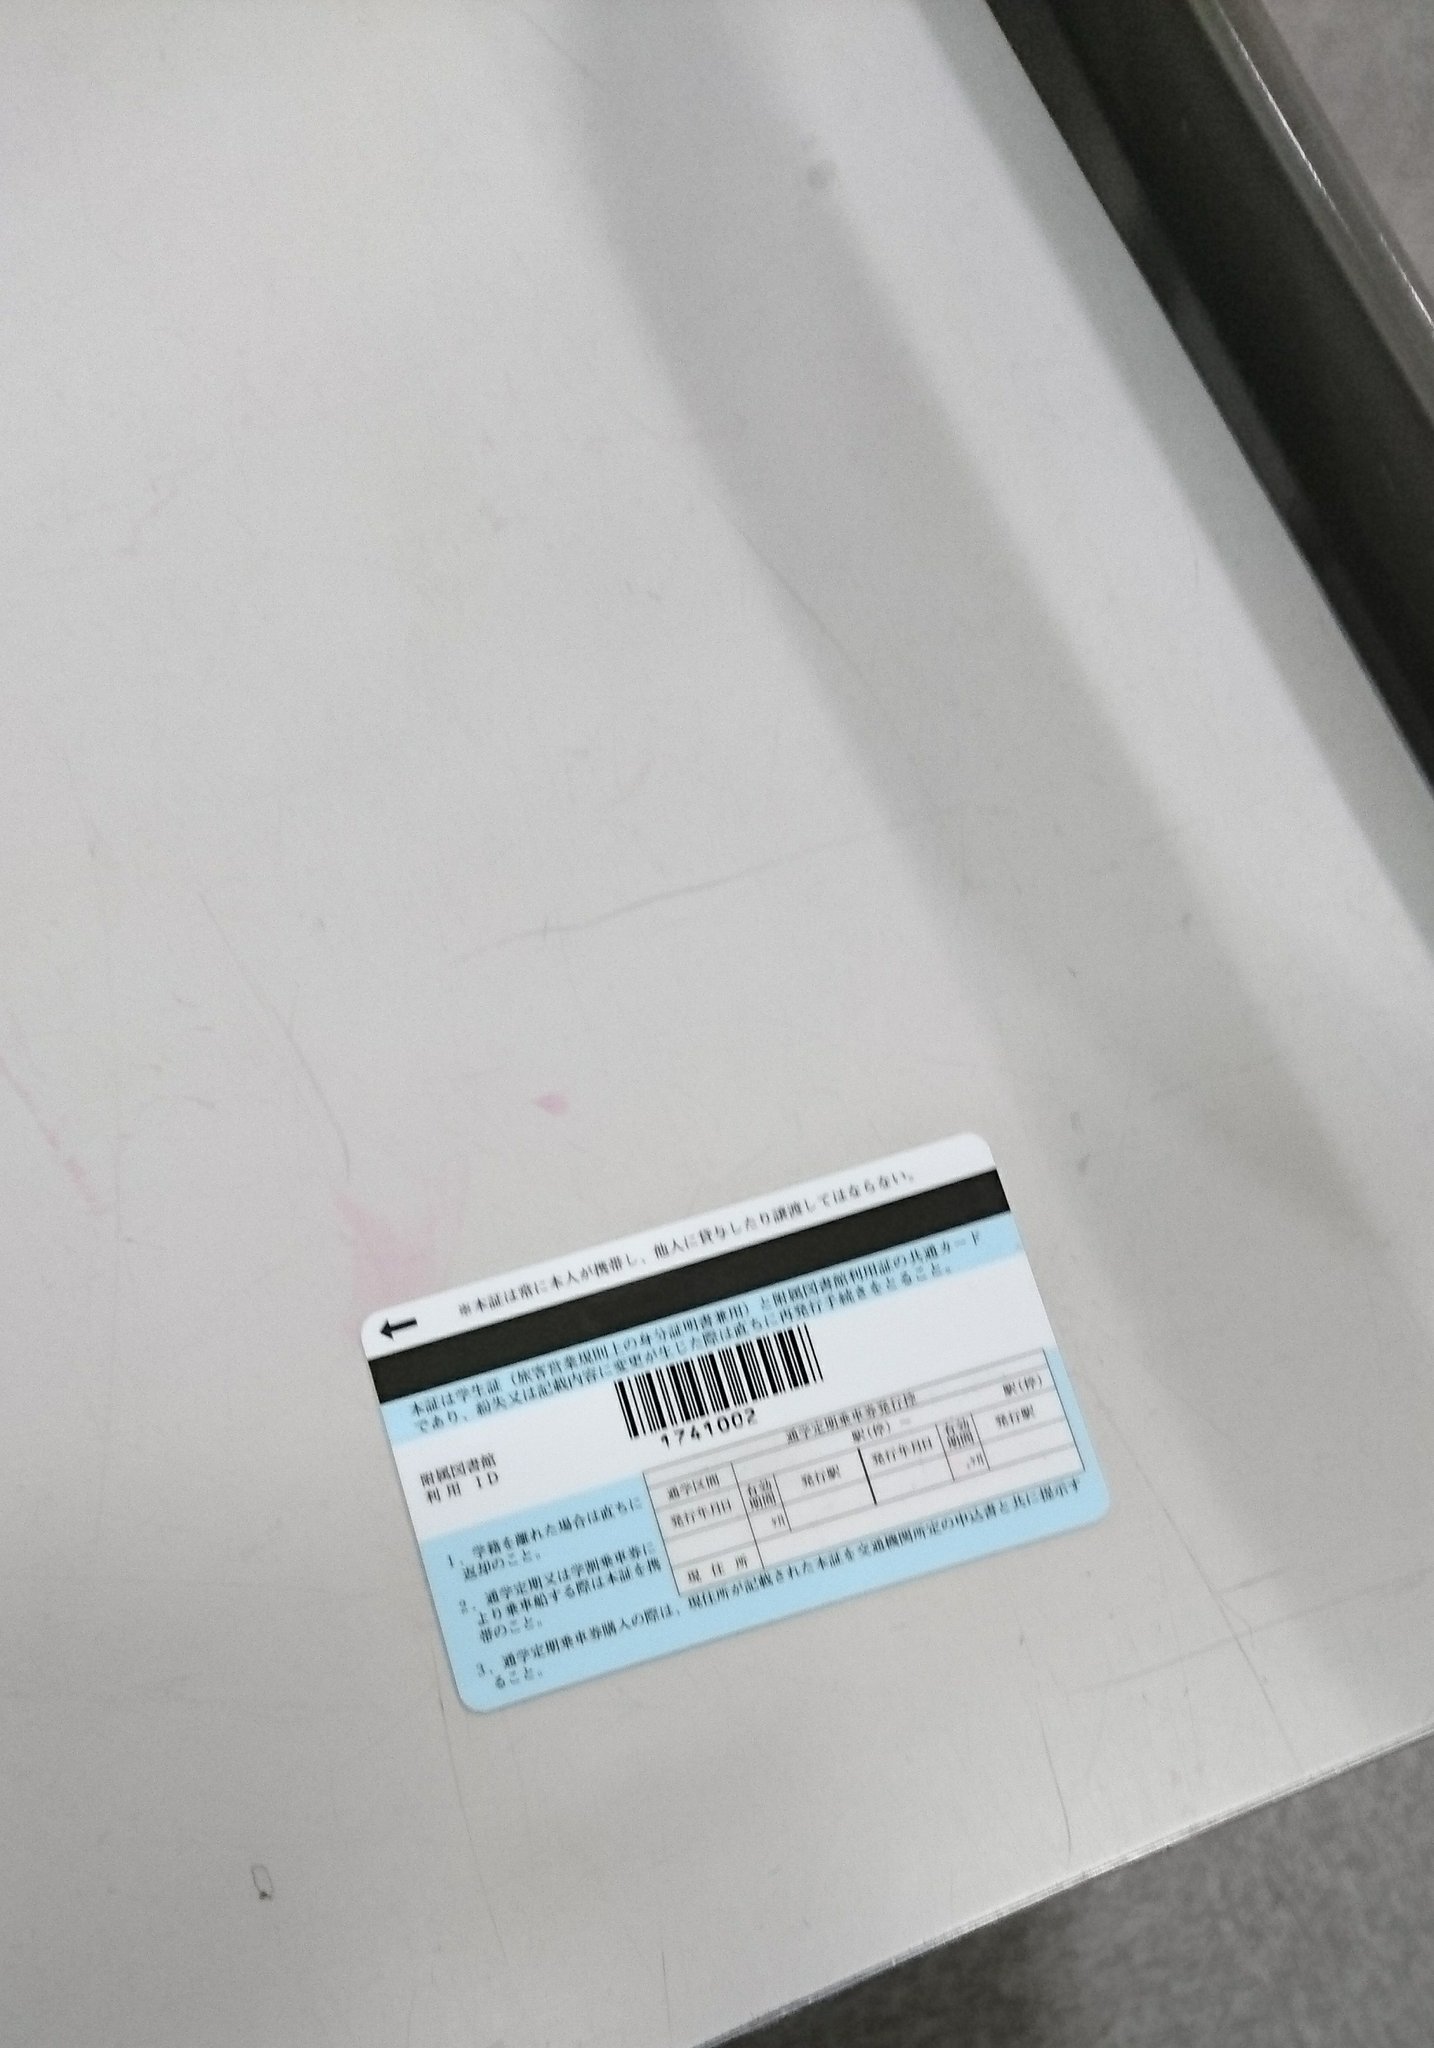 ※本証は常に本人が携帯し、他人に貸与したり譲渡してはならない。
本証は学生証（旅客営業規則上の身分証明書兼用）と附属図書館利用証の共通カード
であり、紛失又は記載内容に変更が生じた際は直ちに再発行手続きをとること。
附属図書館
利用 ID
1741002
通学定期乗車券発行控
通学区間 駅(停) ー 駅(停)
発行年月日 有効期間 発行駅 発行年月日 有効期間 発行駅
ヶ月 ヶ月
現住所
1. 学籍を離れた場合は直ちに
返却のこと。
2. 通学定期又は学割乗車券に
より乗車船する際は本証を携
帯のこと。
3. 通学定期乗車券購入の際は、現住所が記載された本証を交通機関所定の申込書と共に提示す
ること。